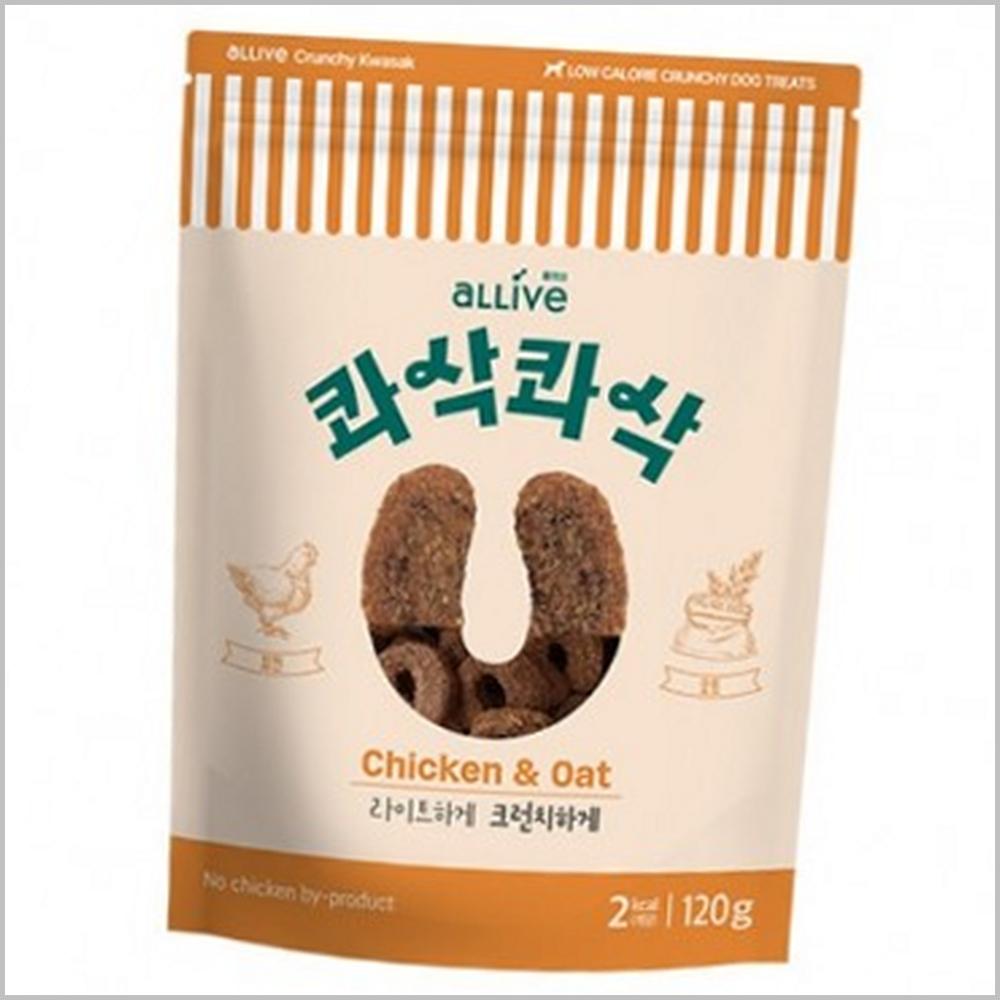 aLLive Crunchy Kwasak
LOW CALORIE CRUNCHY DOG TREATS
aLLive
콰삭콰삭
Chicken & Oat
라이트하게 크런치하게
No chicken by-product
2 kcal | 120g